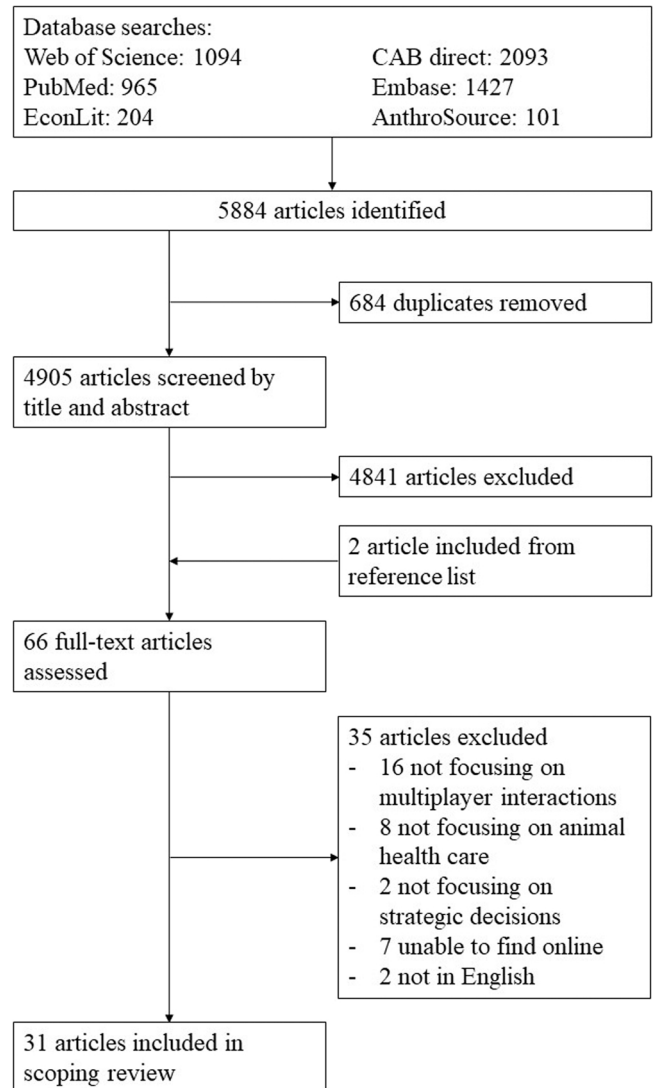 Database searches:
Web of Science: 1094 CAB direct: 2093
PubMed: 965 Embase: 1427
EconLit: 204 AnthroSource: 101
5884 articles identified
684 duplicates removed
4905 articles screened by
title and abstract
4841 articles excluded
2 article included from
reference list
66 full-text articles
assessed
35 articles excluded
- 16 not focusing on
multiplayer interactions
- 8 not focusing on animal
health care
- 2 not focusing on
strategic decisions
- 7 unable to find online
- 2 not in English
31 articles included in
scoping review